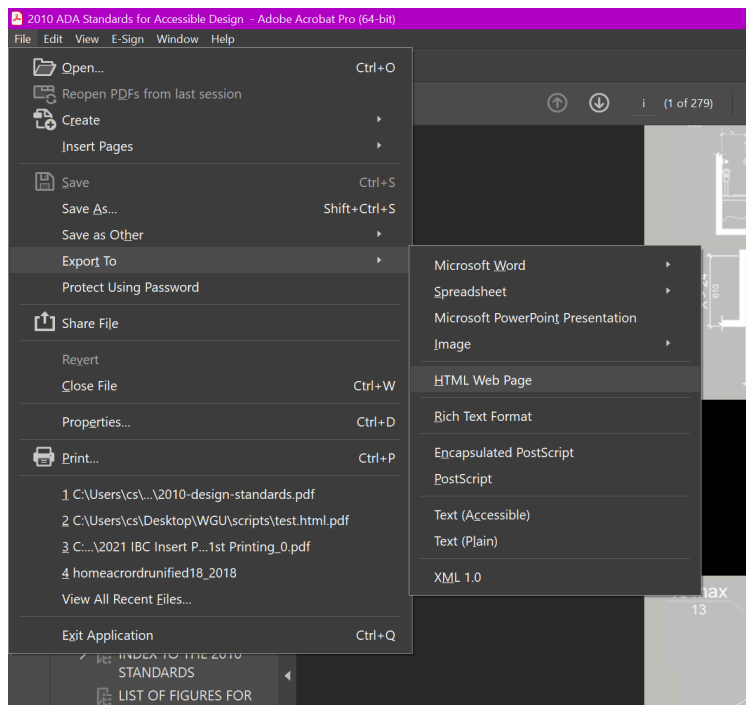 2010 ADA Standards for Accessible Design - Adobe Acrobat Pro (64-bit)
File Edit View E-Sign Window Help
Open... Ctrl+O
Reopen PDFs from last session
Create
Insert Pages
Save Ctrl+S
Save As... Shift+Ctrl+S
Save as Other
Export To
Protect Using Password
Share File
Revert
Close File Ctrl+W
Properties... Ctrl+D
Print... Ctrl+P
1 C:\Users\cs\...\2010-design-standards.pdf
2 C:\Users\cs\Desktop\WGU\scripts\test.html.pdf
3 C:...\2021 IBC Insert P...1st Printing_0.pdf
4 homeacrordrunified18_2018
View All Recent Files...
Exit Application Ctrl+Q
i (1 of 279)
Microsoft Word
Spreadsheet
Microsoft PowerPoint Presentation
Image
HTML Web Page
Rich Text Format
Encapsulated PostScript
PostScript
Text (Accessible)
Text (Plain)
XML 1.0
X > 24
610
max
13
INDEX TO THE 2010
STANDARDS
LIST OF FIGURES FOR